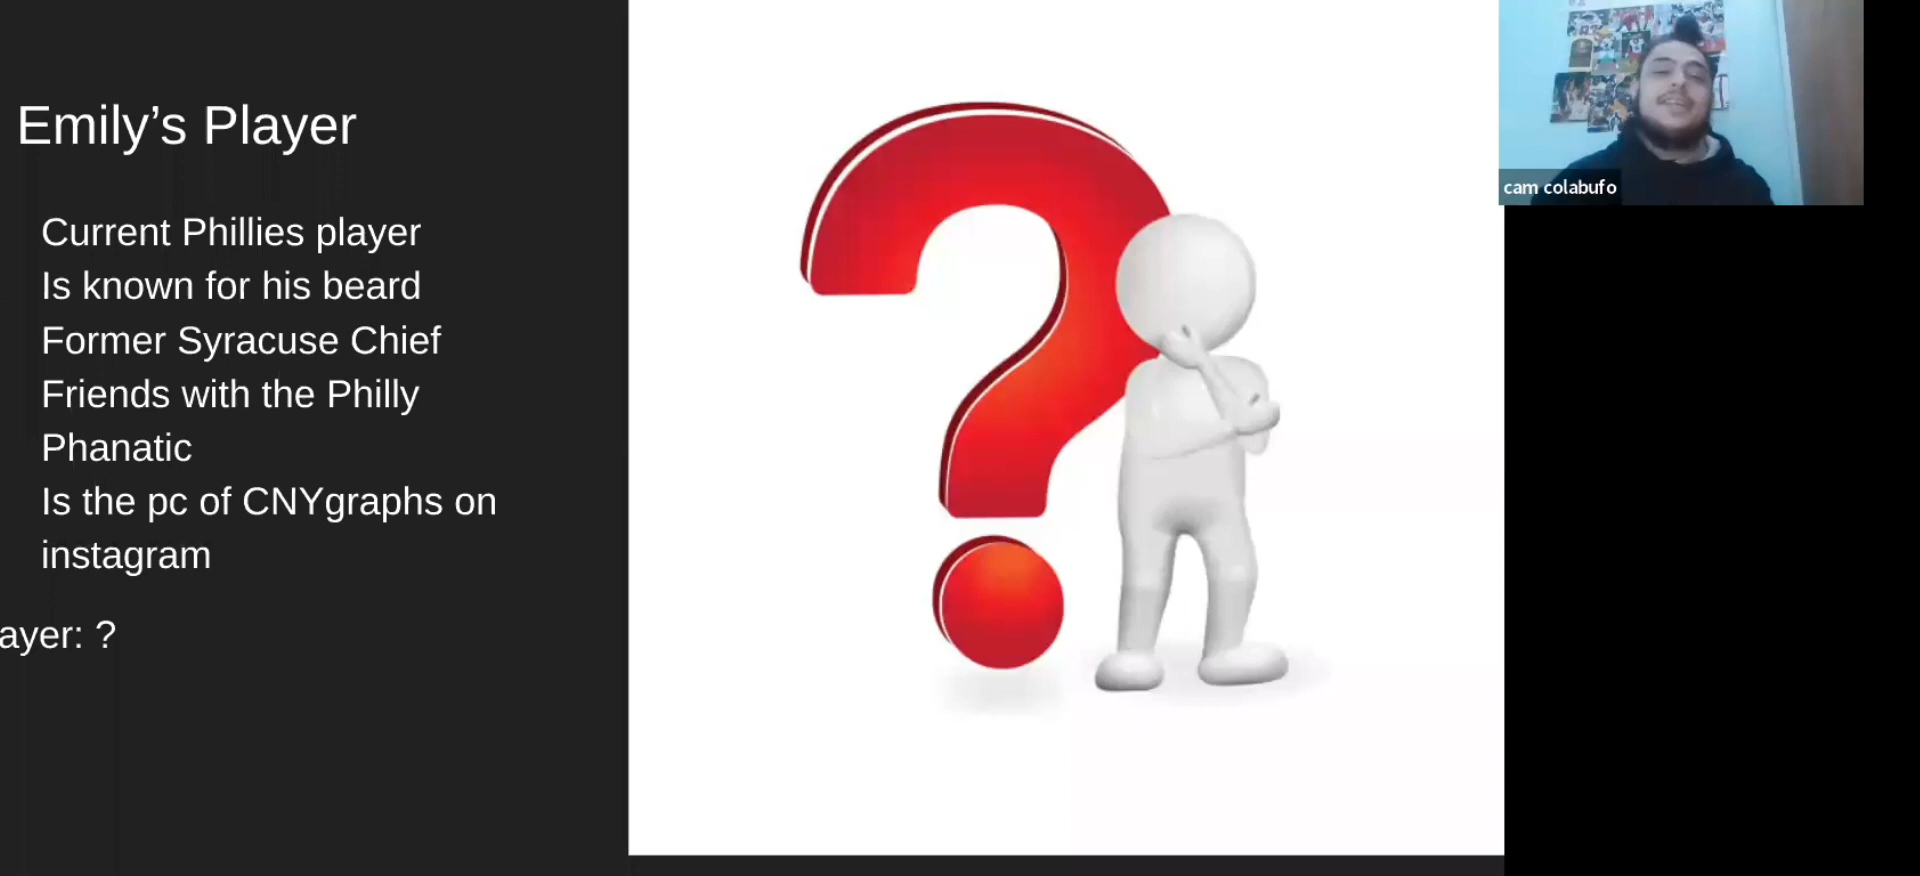 Emily’s Player
Current Phillies player
Is known for his beard
Former Syracuse Chief
Friends with the Philly
Phanatic
Is the pc of CNYgraphs on
instagram
ayer: ?
cam colabufo